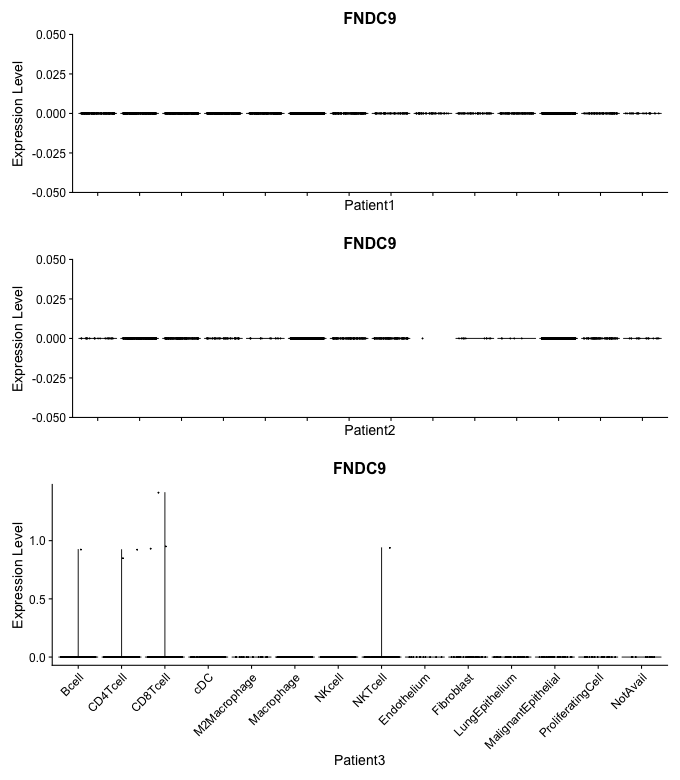 FNDC9
Expression Level
0.050
0.025
0.000
-0.025
-0.050
Patient1
FNDC9
Expression Level
0.050
0.025
0.000
-0.025
-0.050
Patient2
FNDC9
Expression Level
1.0
0.5
0.0
Bcell
CD4Tcell
CD8Tcell
cDC
M2Macrophage
Macrophage
NKcell
NKTcell
Endothelium
Fibroblast
LungEpithelium
MalignantEpithelial
ProliferatingCell
NotAvail
Patient3